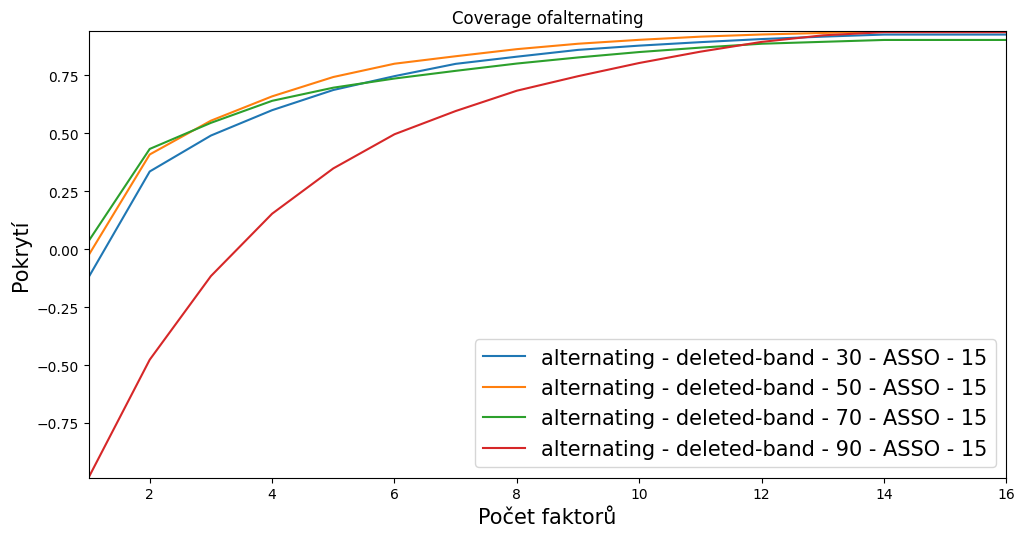 Coverage ofalternating
Pokrytí
0.75
0.50
0.25
0.00
−0.25
−0.50
−0.75
alternating - deleted-band - 30 - ASSO - 15
alternating - deleted-band - 50 - ASSO - 15
alternating - deleted-band - 70 - ASSO - 15
alternating - deleted-band - 90 - ASSO - 15
2 4 6 8 10 12 14 16
Počet faktorů